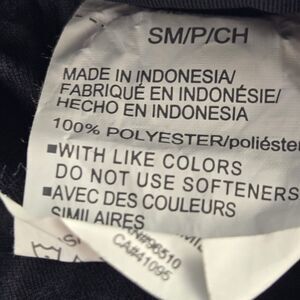 SM/P/CH
MADE IN INDONESIA/
FABRIQUÉ EN INDONÉSIE/
HECHO EN INDONESIA
100% POLYESTER/poliéster
■WITH LIKE COLORS
DO NOT USE SOFTENERS
■AVEC DES COULEURS
SIMILAIRES
CA#41095